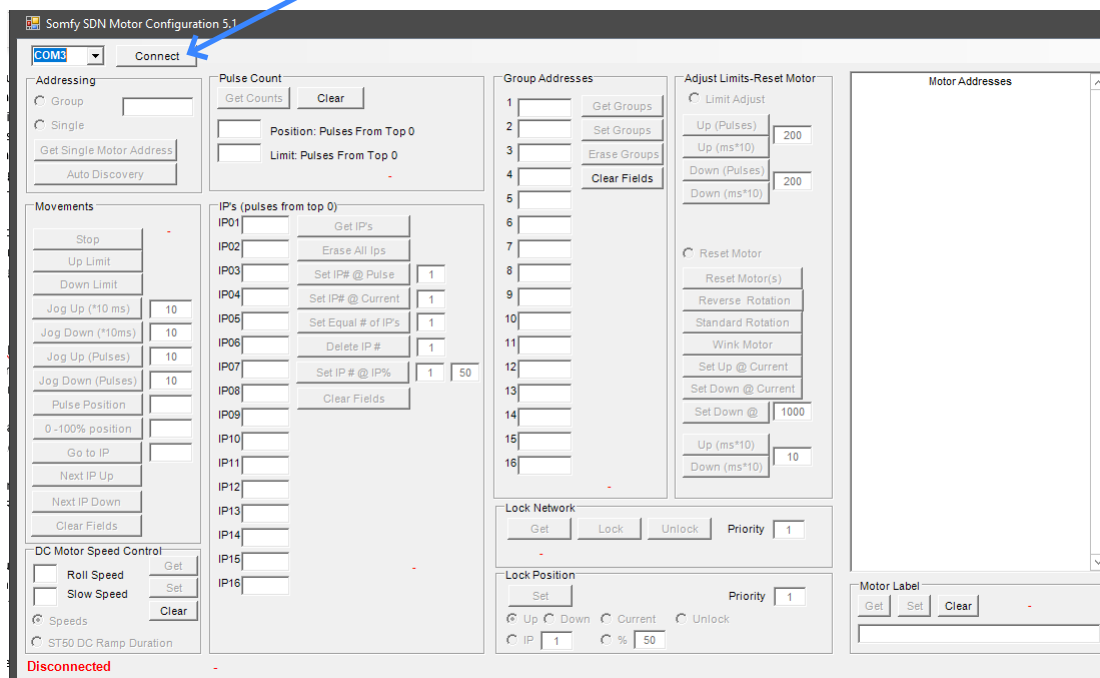 Somfy SDN Motor Configuration 5.1
COM3 Connect
Addressing
Group
Single
Get Single Motor Address
Auto Discovery
Pulse Count
Get Counts Clear
Position: Pulses From Top 0
Limit: Pulses From Top 0
-
Movements
-
Stop
Up Limit
Down Limit
Jog Up (*10 ms) 10
Jog Down (*10ms) 10
Jog Up (Pulses) 10
Jog Down (Pulses) 10
Pulse Position
0 -100% position
Go to IP
Next IP Up
Next IP Down
Clear Fields
IP's (pulses from top 0)
IP01 Get IP's
IP02 Erase All Ips
IP03 Set IP# @ Pulse 1
IP04 Set IP# @ Current 1
IP05 Set Equal # of IP's 1
IP06 Delete IP # 1
IP07 Set IP # @ IP% 1 50
IP08 Clear Fields
IP09
IP10
IP11
IP12
IP13
IP14
IP15
-
IP16
DC Motor Speed Control
Roll Speed Get
Slow Speed Set
Speeds Clear
ST50 DC Ramp Duration
Group Addresses
1 Get Groups
2 Set Groups
3 Erase Groups
4 Clear Fields
5
6
7
8
9
10
11
12
13
14
15
16
-
Adjust Limits-Reset Motor
Limit Adjust
Up (Pulses) 200
Up (ms*10)
Down (Pulses) 200
Down (ms*10)
Reset Motor
Reset Motor(s)
Reverse Rotation
Standard Rotation
Wink Motor
Set Up @ Current
Set Down @ Current
Set Down @ 1000
Up (ms*10) 10
Down (ms*10)
Lock Network
Get Lock Unlock Priority 1
-
Lock Position
Set Priority 1
Up Down Current Unlock
IP 1 % 50
Motor Addresses
Motor Label
Get Set Clear -
Disconnected -